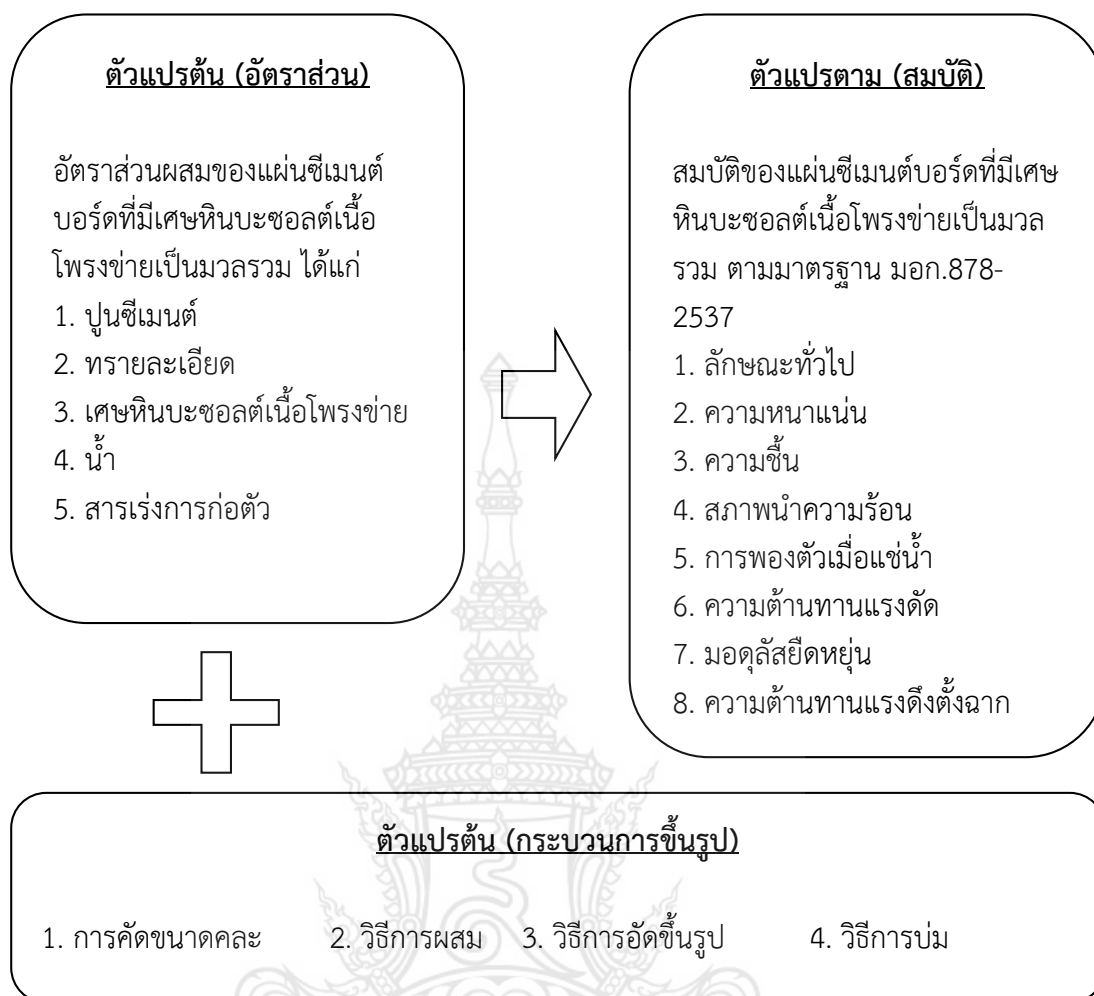 ตัวแปรต้น (อัตราส่วน)
อัตราส่วนผสมของแผ่นซีเมนต์
บอร์ดที่มีเศษหินบะซอลต์เนื้อ
โพรงข่ายเป็นมวลรวม ได้แก่
1. ปูนซีเมนต์
2. ทรายละเอียด
3. เศษหินบะซอลต์เนื้อโพรงข่าย
4. น้ำ
5. สารเร่งการก่อตัว
ตัวแปรตาม (สมบัติ)
สมบัติของแผ่นซีเมนต์บอร์ดที่มีเศษ
หินบะซอลต์เนื้อโพรงข่ายเป็นมวล
รวม ตามมาตรฐาน มอก.878-
2537
1. ลักษณะทั่วไป
2. ความหนาแน่น
3. ความชื้น
4. สภาพนำความร้อน
5. การพองตัวเมื่อแช่น้ำ
6. ความต้านทานแรงดัด
7. มอดุลัสยืดหยุ่น
8. ความต้านทานแรงดึงตั้งฉาก
ตัวแปรต้น (กระบวนการขึ้นรูป)
1. การคัดขนาดคละ 2. วิธีการผสม 3. วิธีการอัดขึ้นรูป 4. วิธีการบ่ม